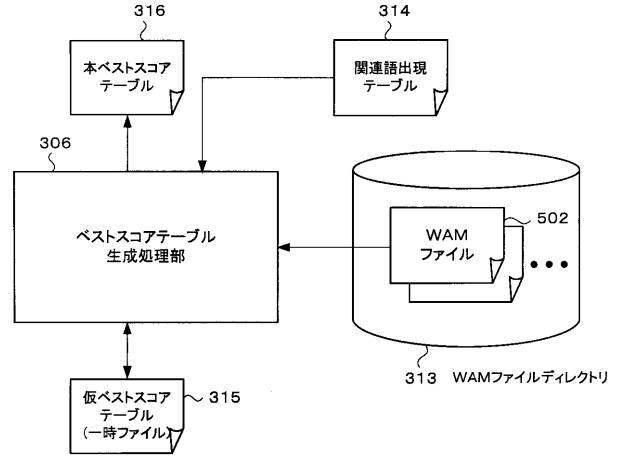 316
本ベストスコア
テーブル
314
関連語出現
テーブル
306
ベストスコアテーブル
生成処理部
502
WAM
ファイル
•••
313 WAMファイルディレクトリ
仮ベストスコア
テーブル
(一時ファイル)
315